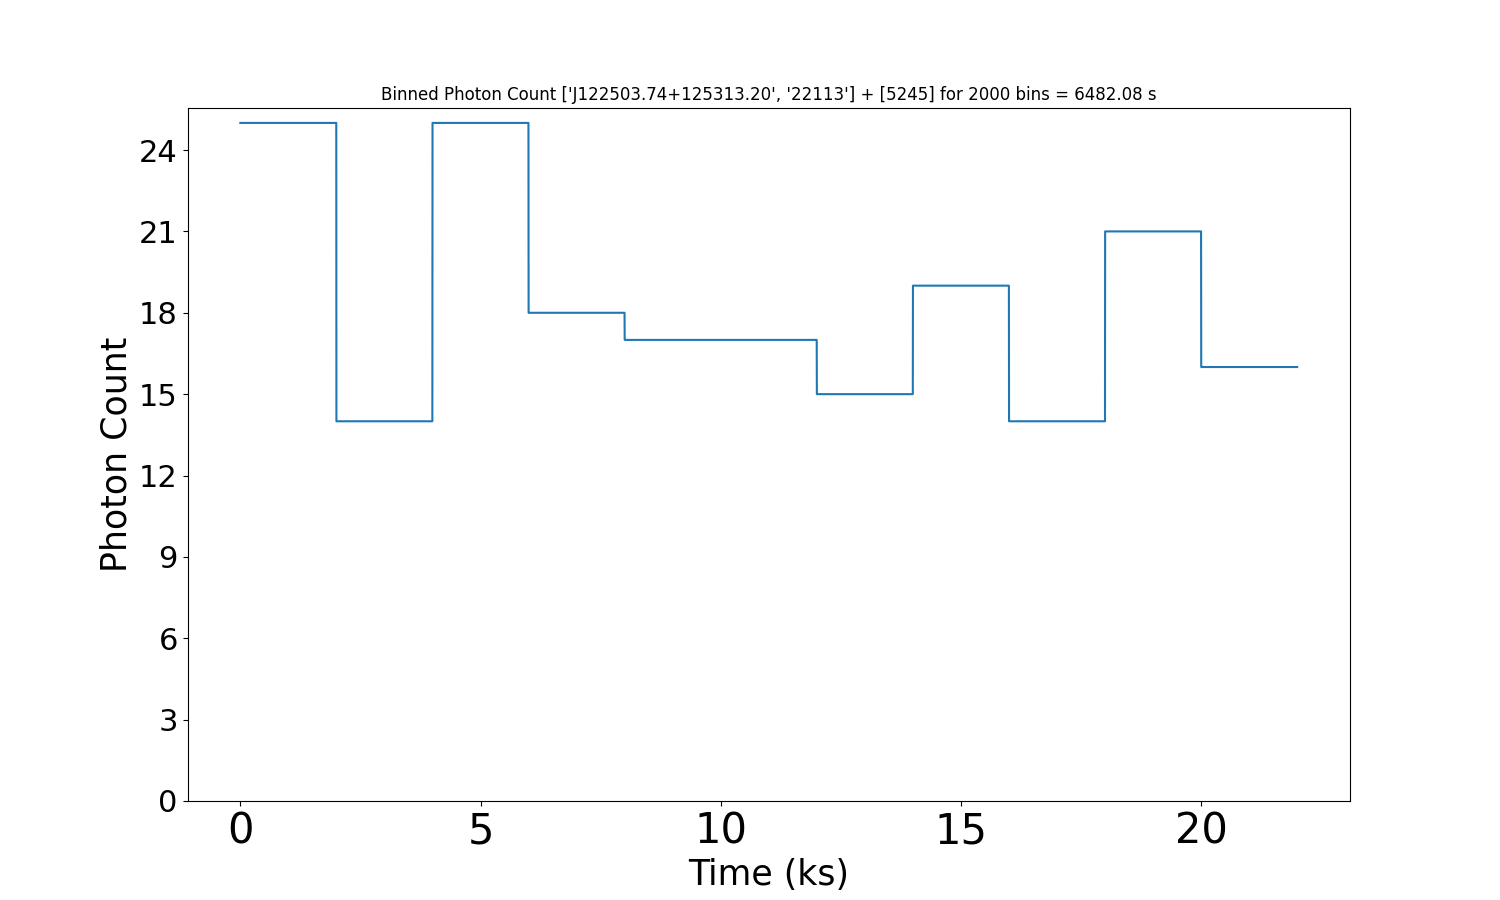 Binned Photon Count ['J122503.74+125313.20', '22113'] + [5245] for 2000 bins = 6482.08 s
Photon Count
24
21
18
15
12
9
6
3
0
0 5 10 15 20
Time (ks)